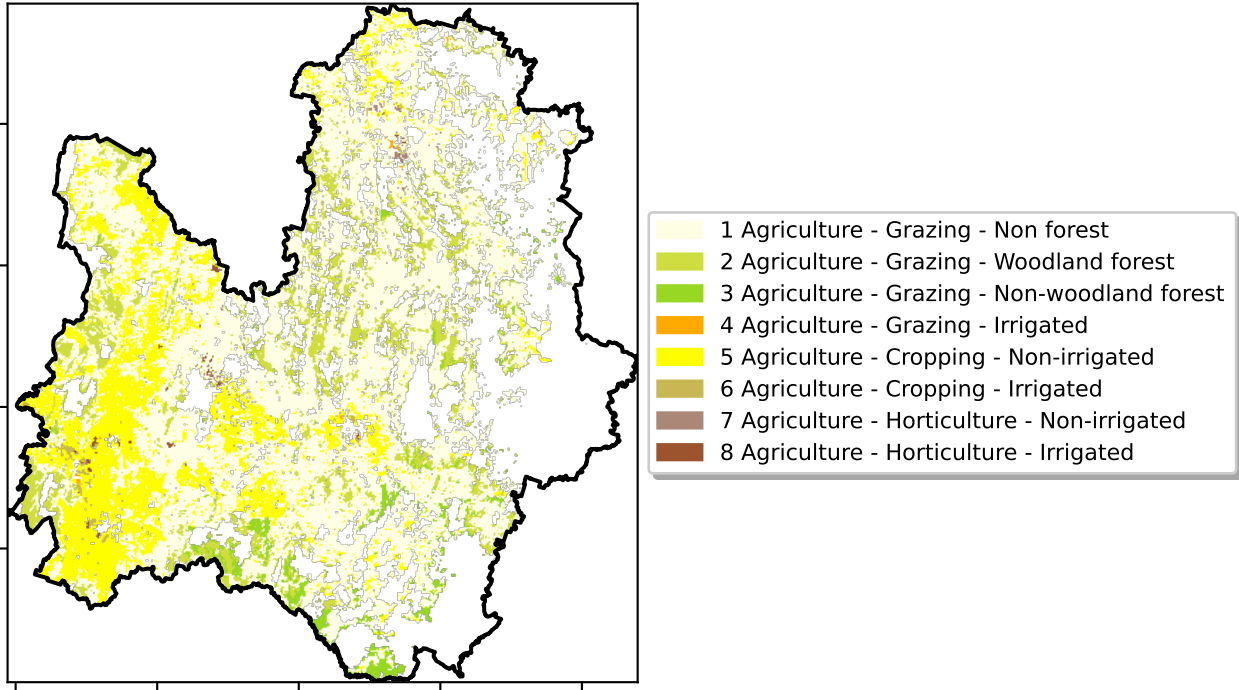 1 Agriculture - Grazing - Non forest
2 Agriculture - Grazing - Woodland forest
3 Agriculture - Grazing - Non-woodland forest
4 Agriculture - Grazing - Irrigated
5 Agriculture - Cropping - Non-irrigated
6 Agriculture - Cropping - Irrigated
7 Agriculture - Horticulture - Non-irrigated
8 Agriculture - Horticulture - Irrigated